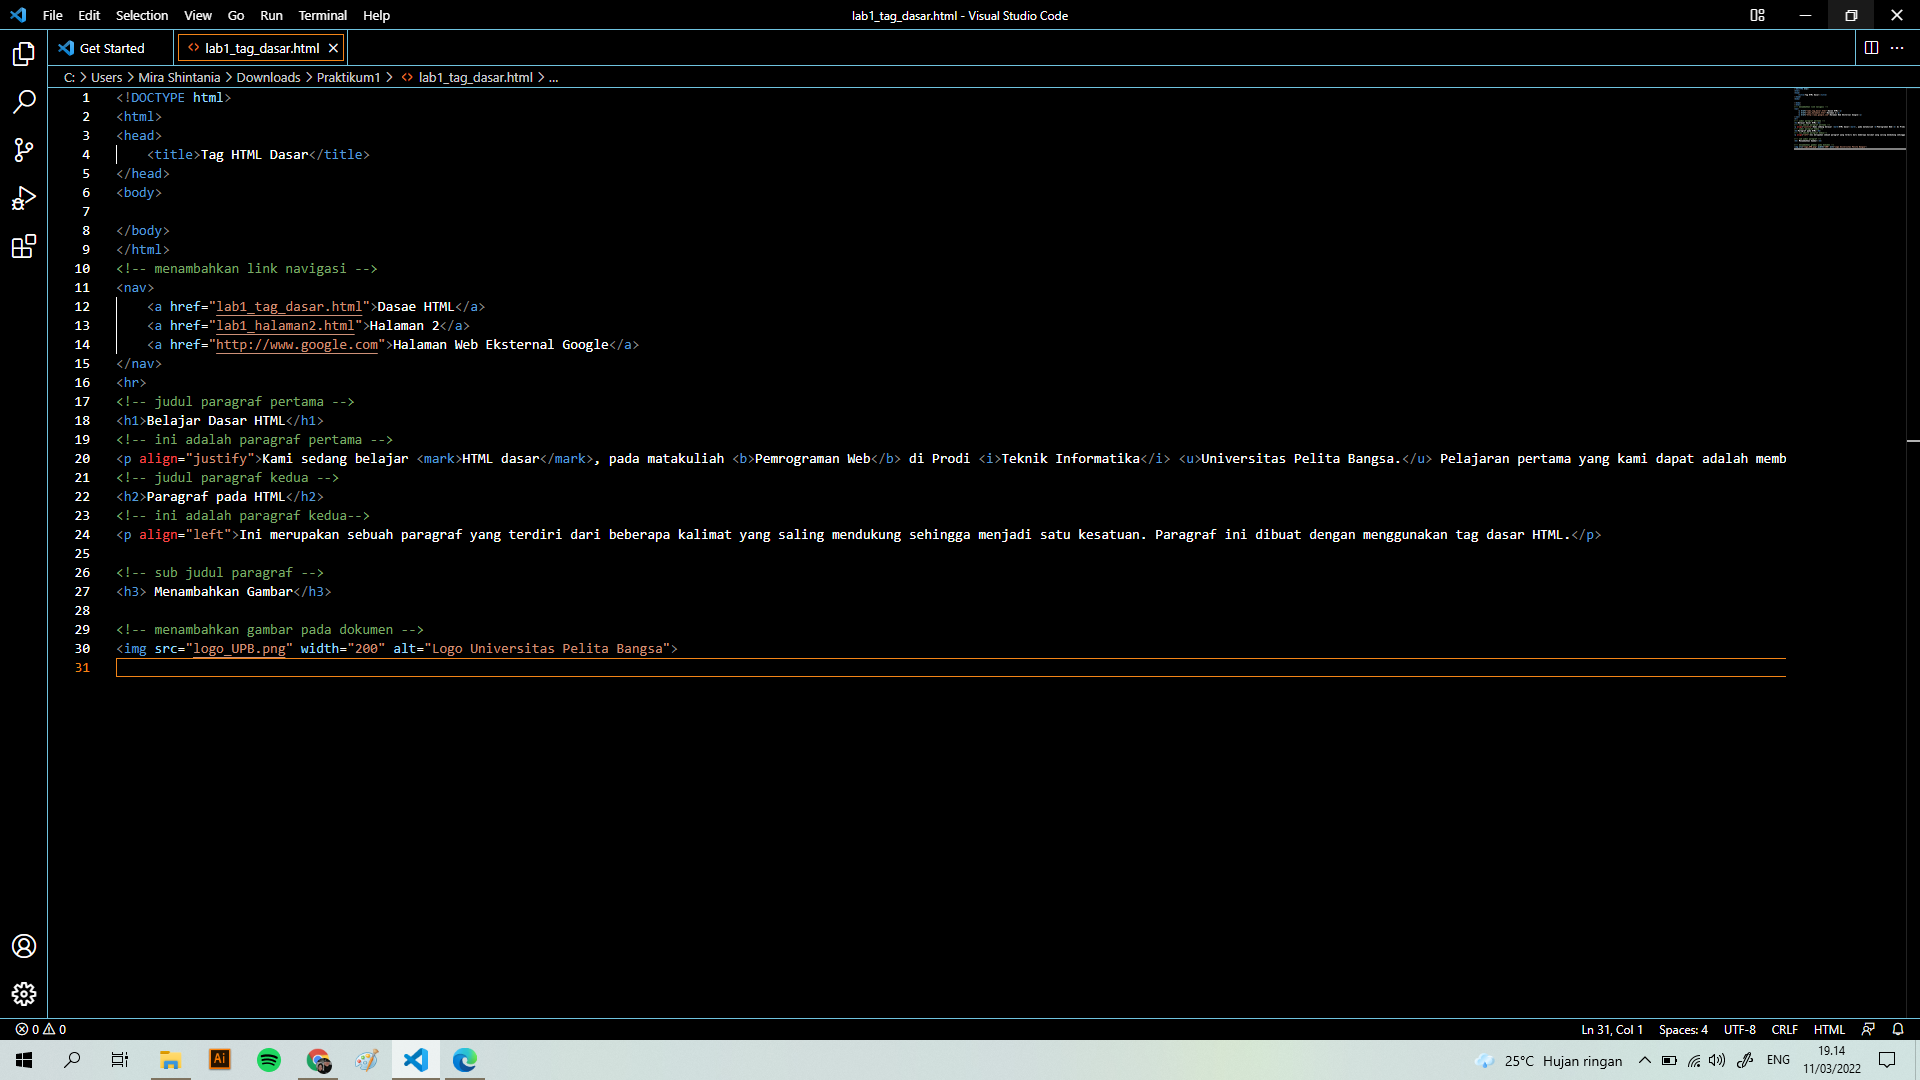 File Edit Selection View Go Run Terminal Help
lab1_tag_dasar.html - Visual Studio Code
Get Started
lab1_tag_dasar.html
C: > Users > Mira Shintania > Downloads > Praktikum1 > lab1_tag_dasar.html > ...
1 <!DOCTYPE html>
2 <html>
3 <head>
4 <title>Tag HTML Dasar</title>
5 </head>
6 <body>
7
8 </body>
9 </html>
10 <!-- menambahkan link navigasi -->
11 <nav>
12 <a href="lab1_tag_dasar.html">Dasae HTML</a>
13 <a href="lab1_halaman2.html">Halaman 2</a>
14 <a href="http://www.google.com">Halaman Web Eksternal Google</a>
15 </nav>
16 <hr>
17 <!-- judul paragraf pertama -->
18 <h1>Belajar Dasar HTML</h1>
19 <!-- ini adalah paragraf pertama -->
20 <p align="justify">Kami sedang belajar <mark>HTML dasar</mark>, pada matakuliah <b>Pemrograman Web</b> di Prodi <i>Teknik Informatika</i> <u>Universitas Pelita Bangsa.</u> Pelajaran pertama yang kami dapat adalah memb
21 <!-- judul paragraf kedua -->
22 <h2>Paragraf pada HTML</h2>
23 <!-- ini adalah paragraf kedua-->
24 <p align="left">Ini merupakan sebuah paragraf yang terdiri dari beberapa kalimat yang saling mendukung sehingga menjadi satu kesatuan. Paragraf ini dibuat dengan menggunakan tag dasar HTML.</p>
25
26 <!-- sub judul paragraf -->
27 <h3> Menambahkan Gambar</h3>
28
29 <!-- menambahkan gambar pada dokumen -->
30 <img src="logo_UPB.png" width="200" alt="Logo Universitas Pelita Bangsa">
31
0 0
Ln 31, Col 1 Spaces: 4 UTF-8 CRLF HTML
Ai
25°C Hujan ringan
ENG
19.14
11/03/2022